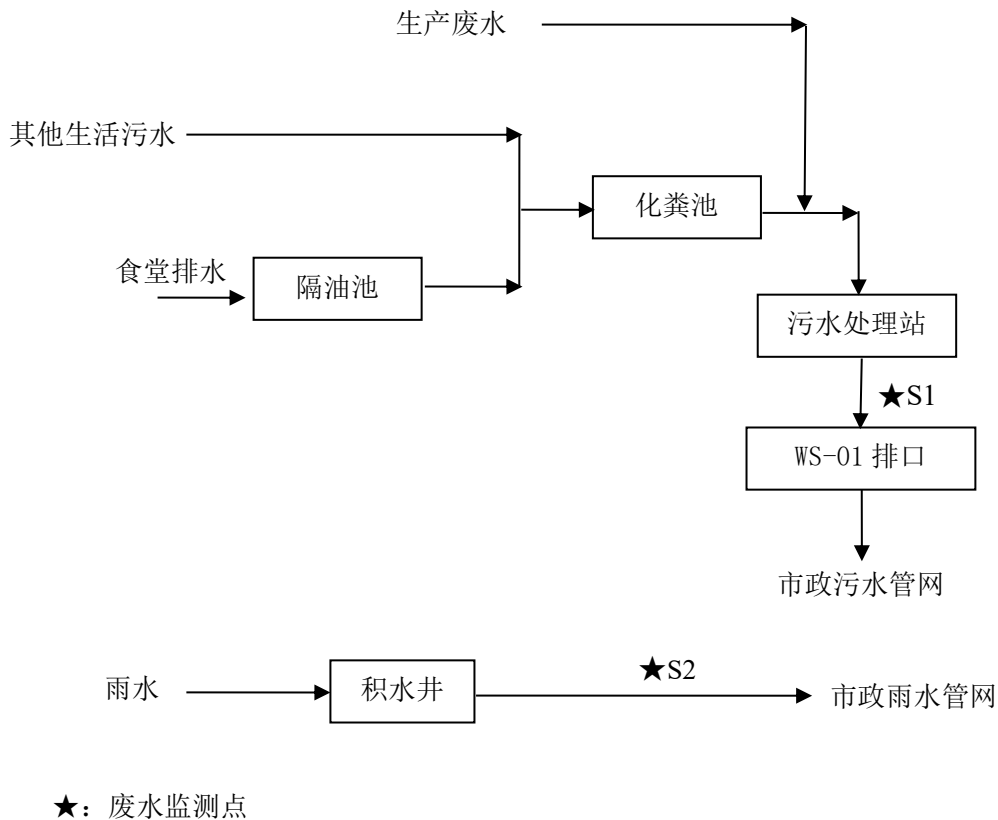 生产废水
其他生活污水
化粪池
食堂排水
隔油池
污水处理站
★S1
WS-01 排口
市政污水管网
★S2
雨水
积水井
市政雨水管网
★：废水监测点